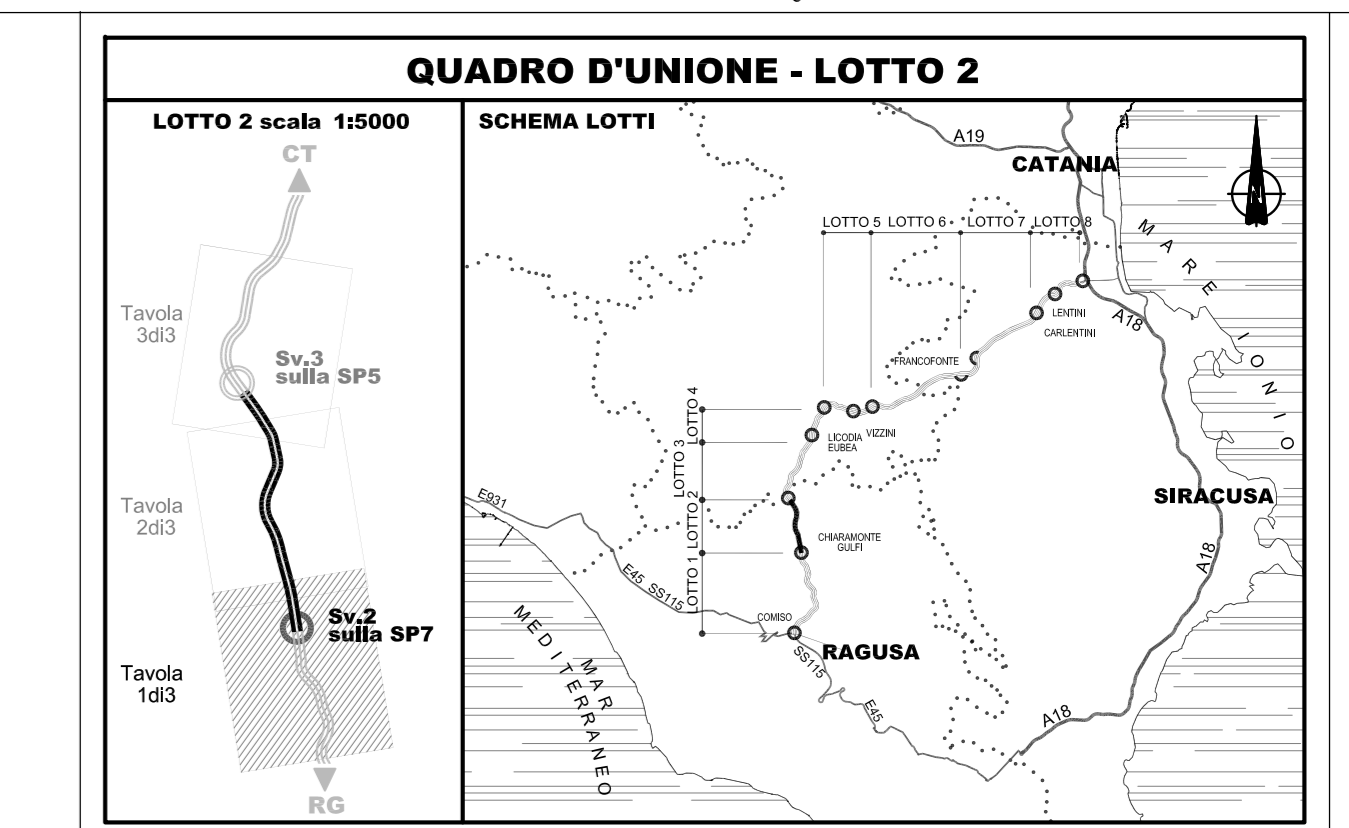 QUADRO D'UNIONE - LOTTO 2
LOTTO 2 scala 1:5000
CT
Tavola
3di3
Sv.3
sulla SP5
Tavola
2di3
Sv.2
sulla SP7
Tavola
1di3
RG
SCHEMA LOTTI
A19
CATANIA
N
LOTTO 5
LOTTO 6
LOTTO 7
LOTTO 8
MARE IONIO
LENTINI
CARLENTINI
A18
FRANCOFONTE
LOTTO 4
LOTTO 3
LICODIA
EUBEA
VIZZINI
LOTTO 2
SIRACUSA
E931
CHIARAMONTE
GULFI
A18
LOTTO 1
E45 SS115
COMISO
RAGUSA
SS115
MAR
MEDITERRANEO
E45
A18